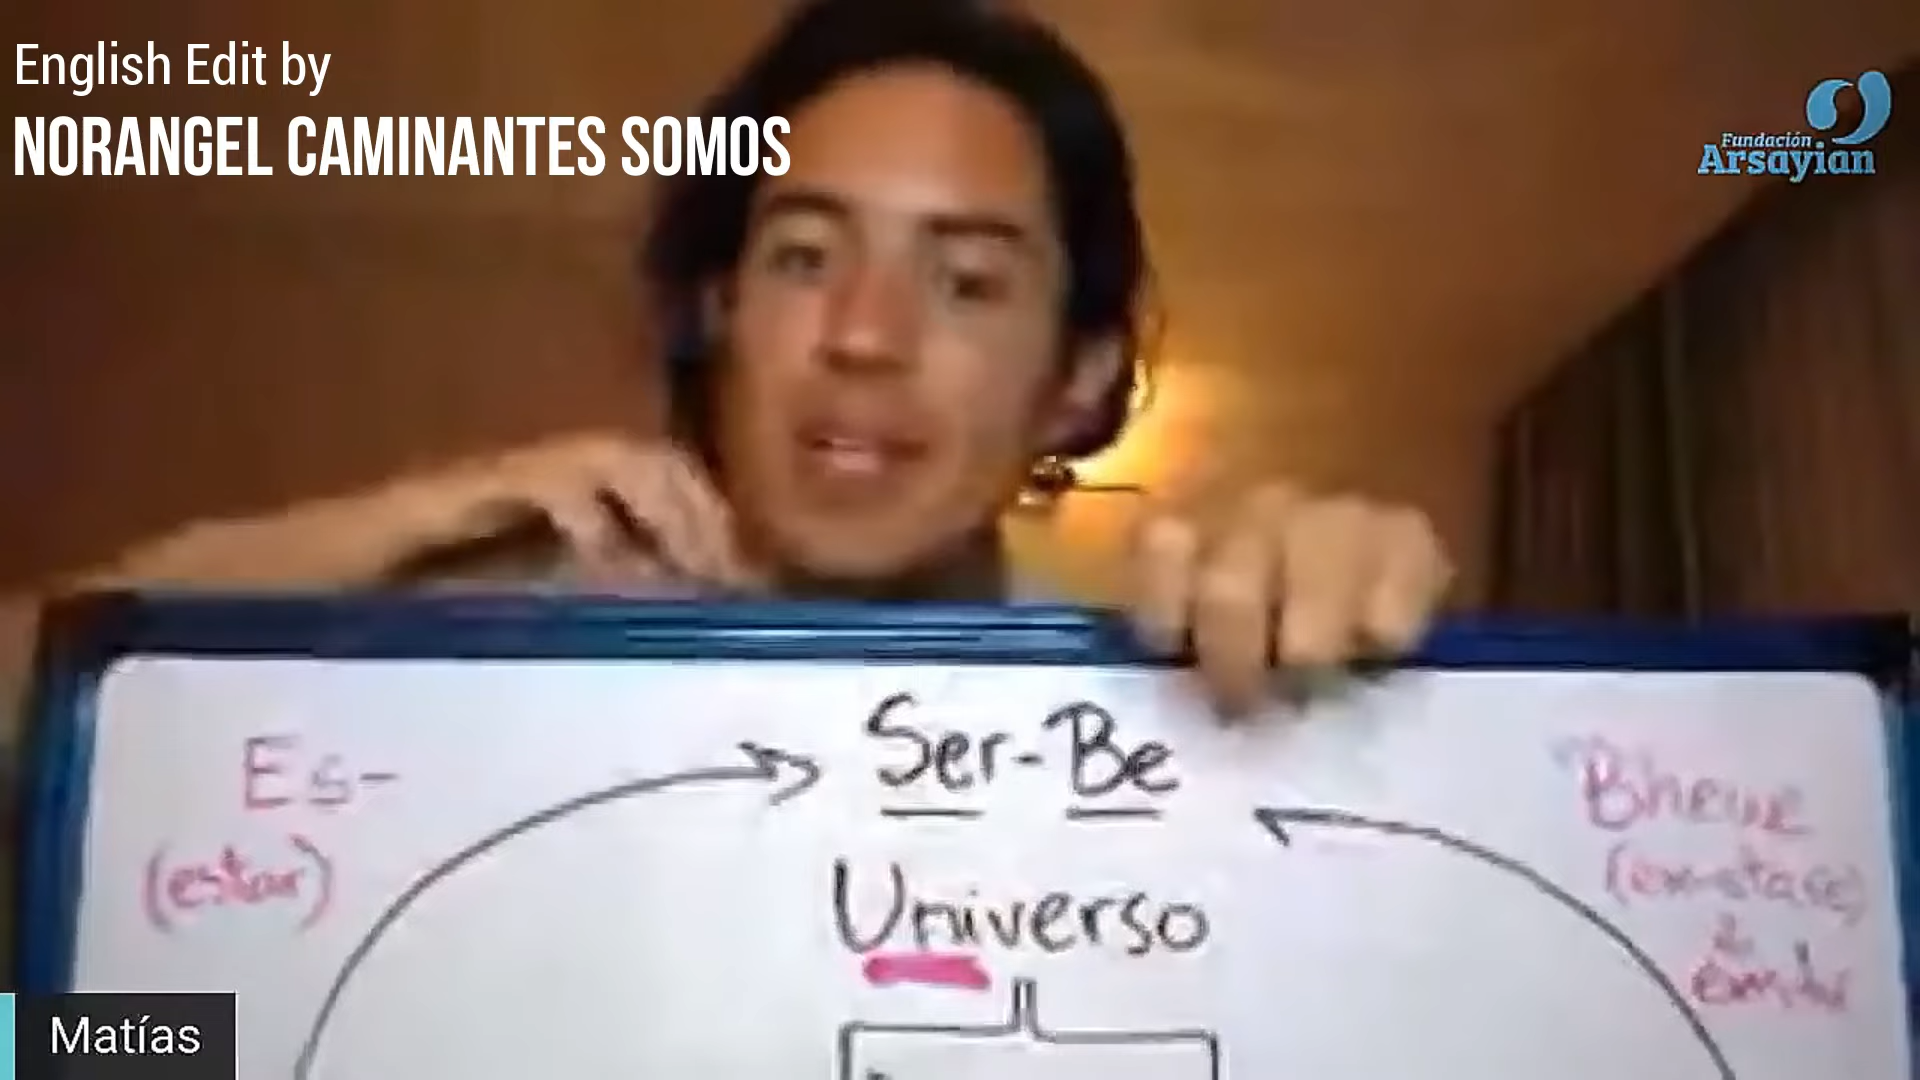 English Edit by
NORANGEL CAMINANTES SOMOS
Fundación
Arsayian
Ser-Be
Es-
(estar)
Universo
Matías